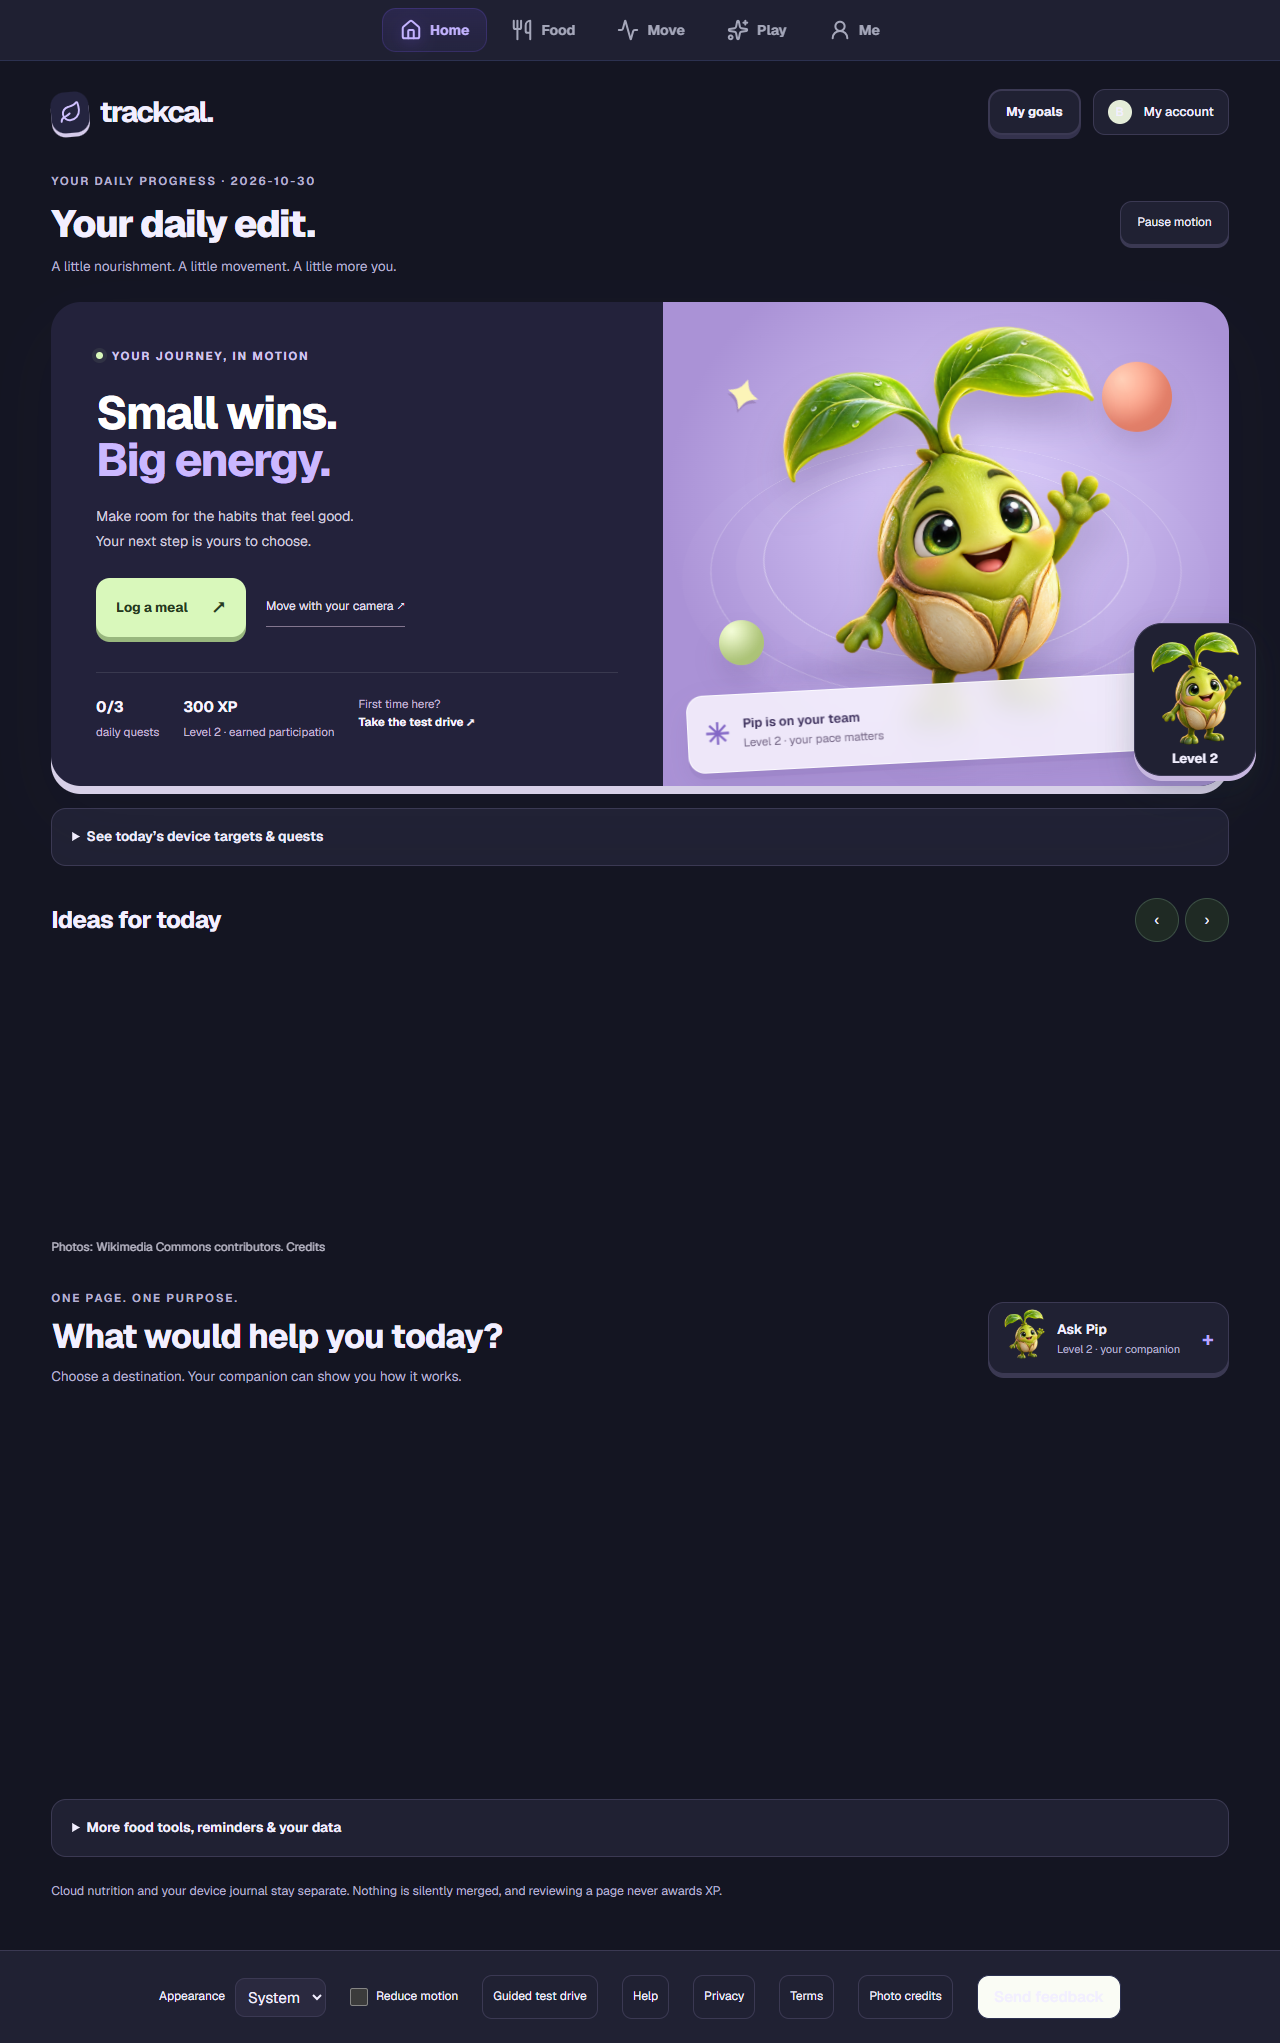 Home
Food
Move
Play
Me
trackcal.
My goals
My account
YOUR DAILY PROGRESS · 2026-10-30
Your daily edit.
A little nourishment. A little movement. A little more you.
Pause motion
YOUR JOURNEY, IN MOTION
Small wins.
Big energy.
Make room for the habits that feel good.
Your next step is yours to choose.
Log a meal ↗
Move with your camera ↗
0/3
daily quests
300 XP
Level 2 · earned participation
First time here?
Take the test drive ↗
Pip is on your team
Level 2 · your pace matters
Level 2
▶ See today's device targets & quests
Ideas for today
‹
›
Photos: Wikimedia Commons contributors. Credits
ONE PAGE. ONE PURPOSE.
What would help you today?
Choose a destination. Your companion can show you how it works.
Ask Pip
Level 2 · your companion
+
▶ More food tools, reminders & your data
Cloud nutrition and your device journal stay separate. Nothing is silently merged, and reviewing a page never awards XP.
Appearance
System
Reduce motion
Guided test drive
Help
Privacy
Terms
Photo credits
Send feedback